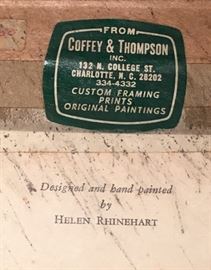 FROM
COFFEY & THOMPSON
INC.
132 N. COLLEGE ST.
CHARLOTTE, N. C. 28202
334-4332
CUSTOM FRAMING
PRINTS
ORIGINAL PAINTINGS
Designed and hand painted
by
HELEN RHINEHART